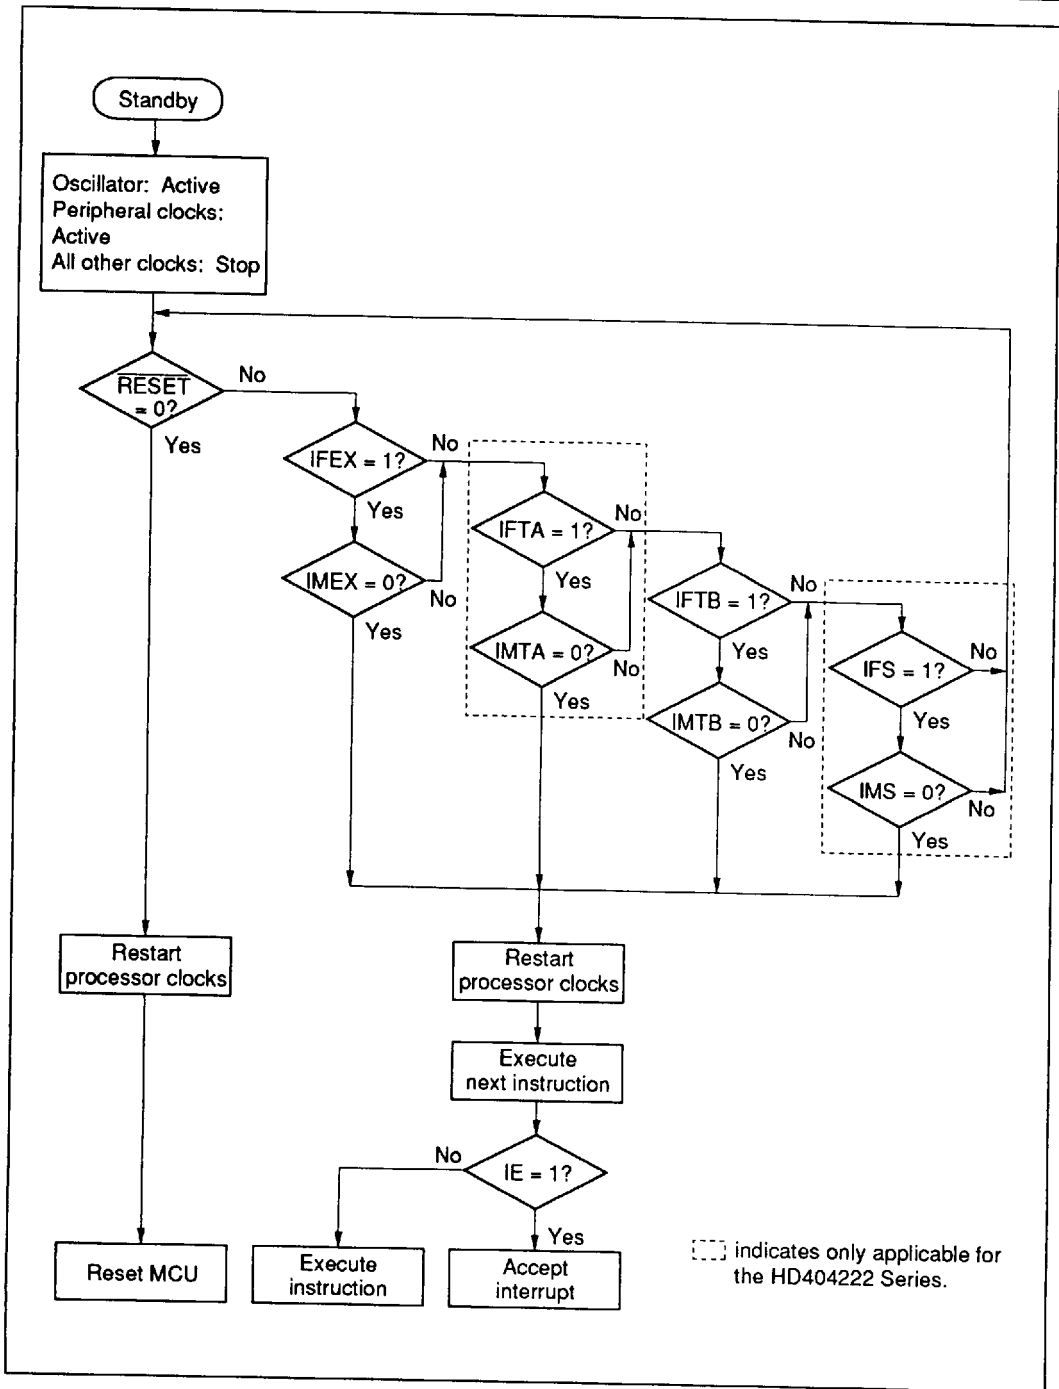 Standby
Oscillator: Active
Peripheral clocks:
Active
All other clocks: Stop
RESET
= 0?
No
Yes
IFEX = 1?
No
Yes
IMEX = 0?
No
Yes
IFTA = 1?
No
Yes
IMTA = 0?
No
Yes
IFTB = 1?
No
Yes
IMTB = 0?
No
Yes
IFS = 1?
No
Yes
IMS = 0?
No
Yes
Restart
processor clocks
Restart
processor clocks
Execute
next instruction
IE = 1?
No
Yes
Reset MCU
Execute
instruction
Accept
interrupt
indicates only applicable for
the HD404222 Series.